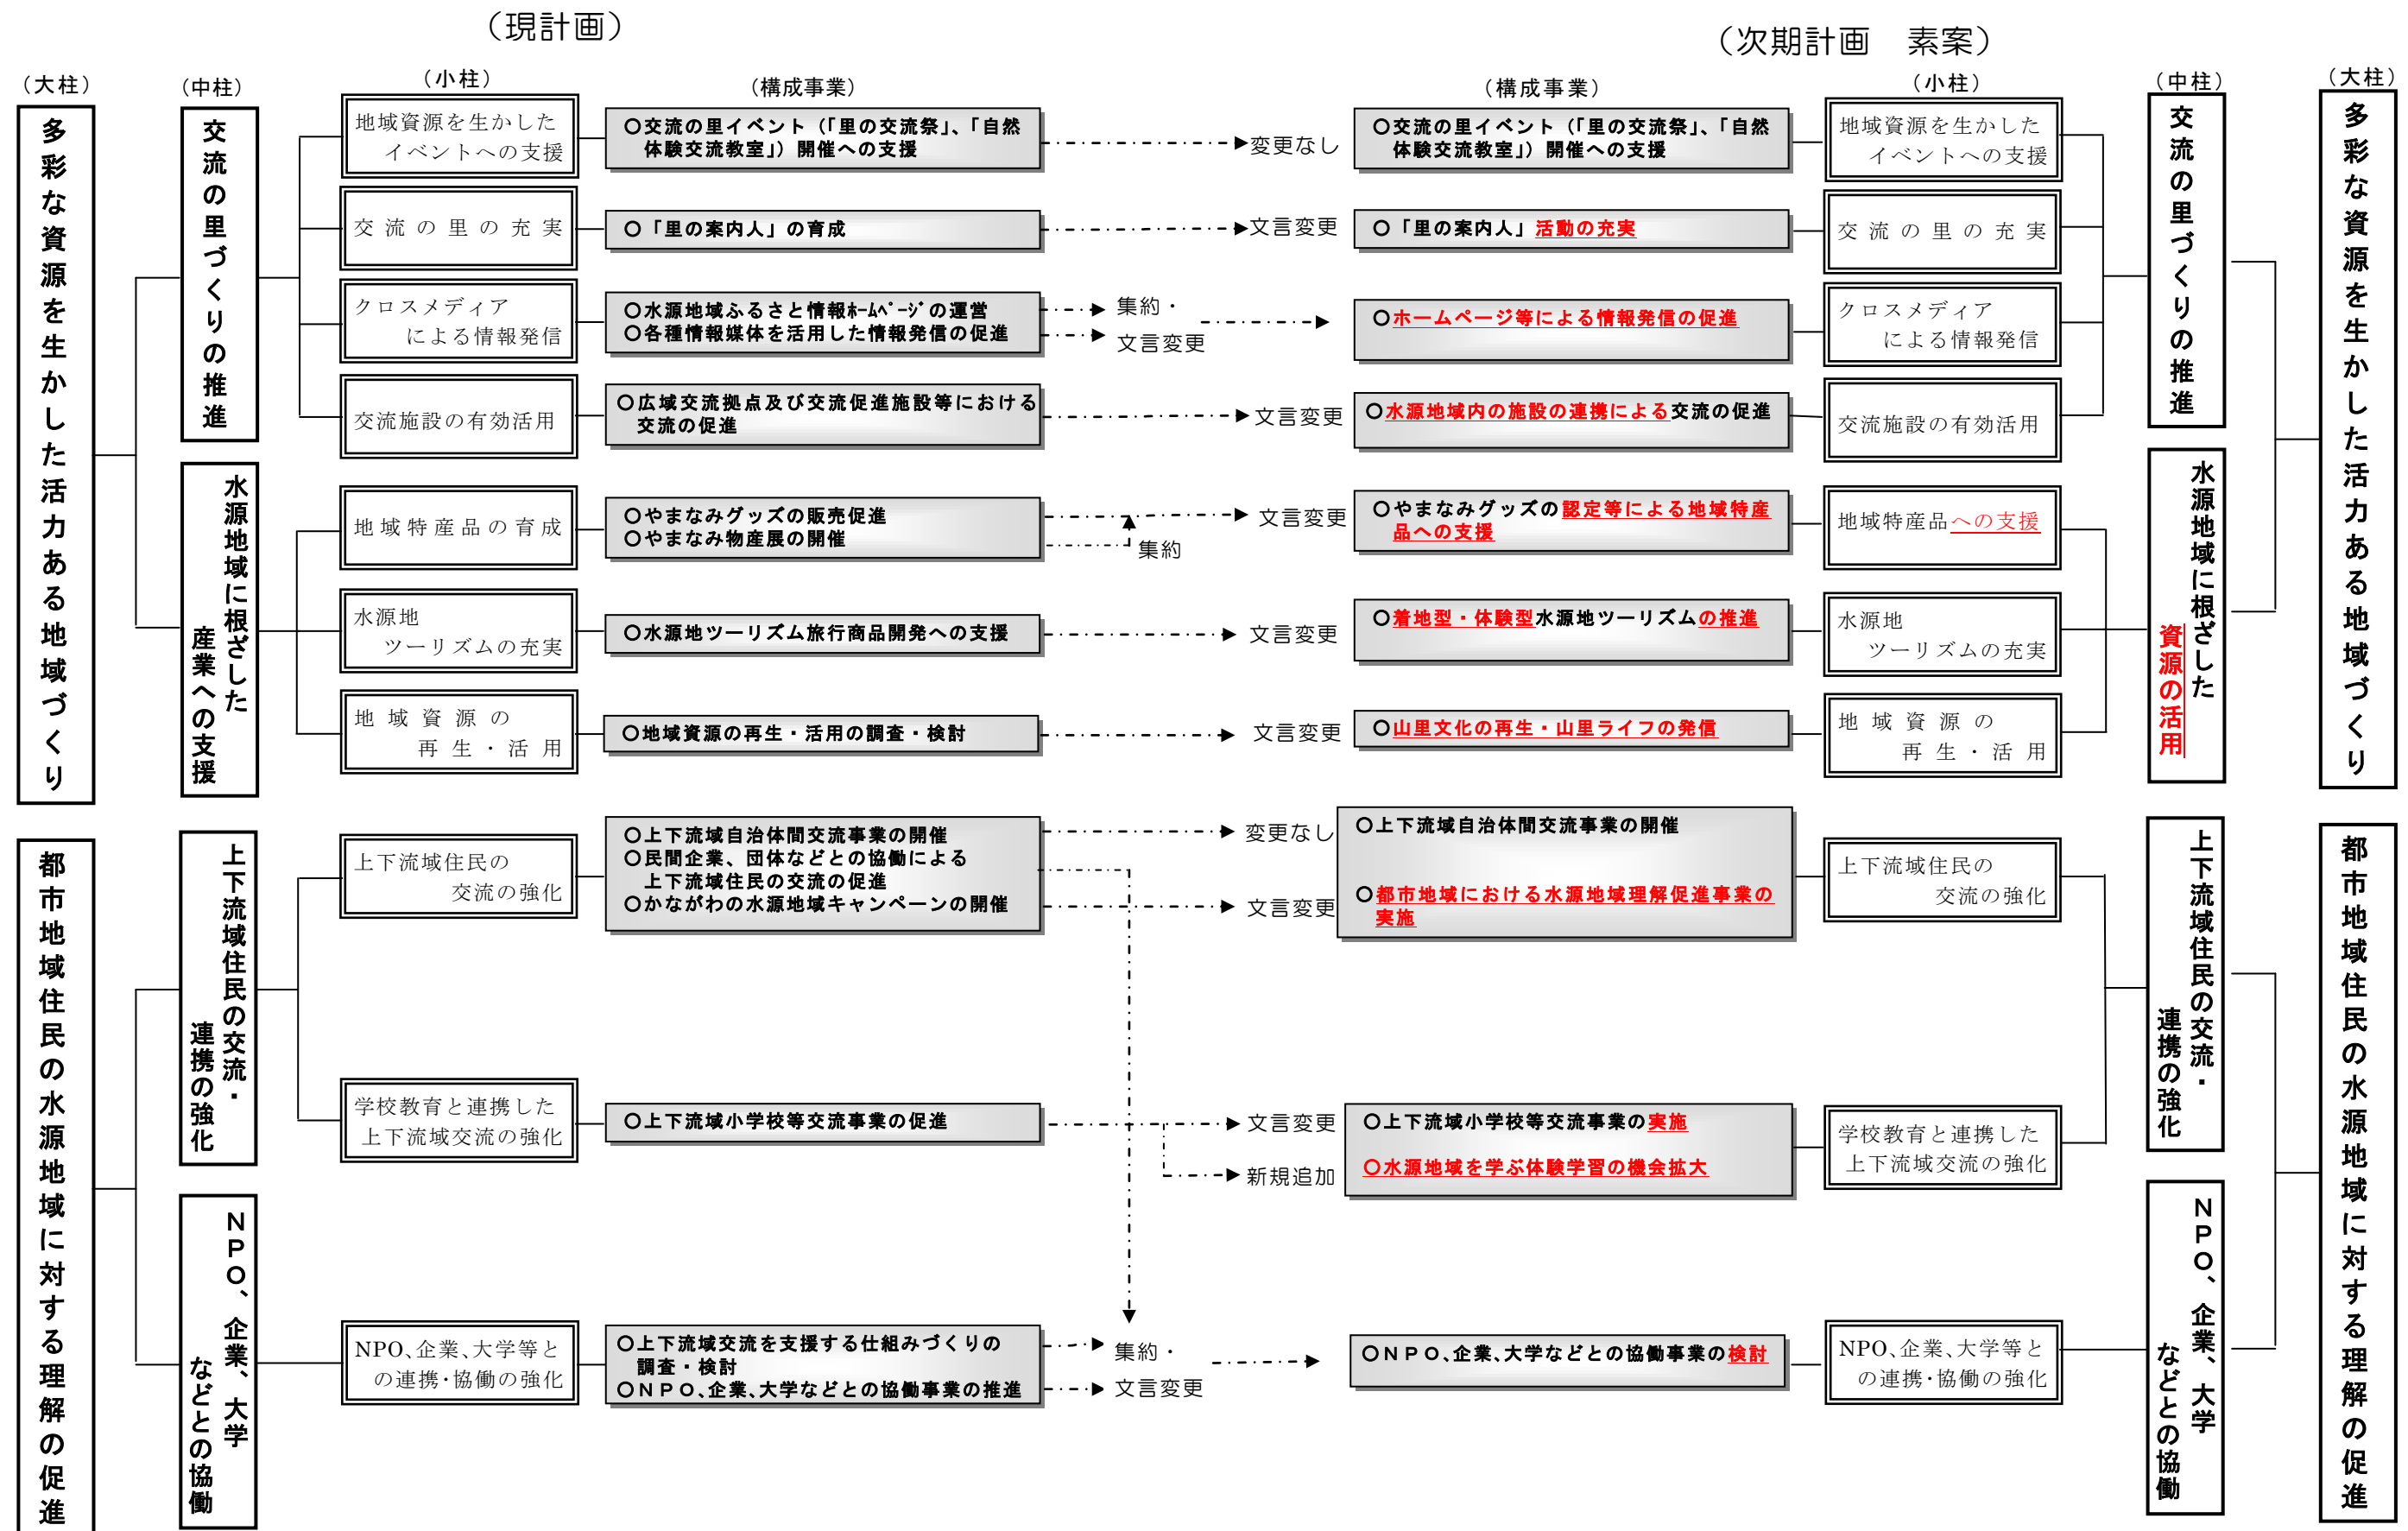 （現計画）
（次期計画　素案）
（大柱）
（中柱）
（小柱）
（構成事業）
（構成事業）
（小柱）
（中柱）
（大柱）
多彩な資源を生かした活力ある地域づくり
交流の里づくりの推進
地域資源を生かした
イベントへの支援
○交流の里イベント（「里の交流祭」、「自然
体験交流教室」）開催への支援
変更なし
○交流の里イベント（「里の交流祭」、「自然
体験交流教室」）開催への支援
地域資源を生かした
イベントへの支援
交流の里づくりの推進
多彩な資源を生かした活力ある地域づくり
交流の里の充実
○「里の案内人」の育成
文言変更
○「里の案内人」活動の充実
交流の里の充実
クロスメディア
による情報発信
○水源地域ふるさと情報ﾎｰﾑﾍﾟｰｼﾞの運営
○各種情報媒体を活用した情報発信の促進
集約・
文言変更
○ホームページ等による情報発信の促進
クロスメディア
による情報発信
交流施設の有効活用
○広域交流拠点及び交流促進施設等における
交流の促進
文言変更
○水源地域内の施設の連携による交流の促進
交流施設の有効活用
水源地域に根ざした
産業への支援
地域特産品の育成
○やまなみグッズの販売促進
○やまなみ物産展の開催
文言変更
集約
○やまなみグッズの認定等による地域特産
品への支援
地域特産品への支援
水源地域に根ざした
資源の活用
水源地
ツーリズムの充実
○水源地ツーリズム旅行商品開発への支援
文言変更
○着地型・体験型水源地ツーリズムの推進
水源地
ツーリズムの充実
地域資源の
再生・活用
○地域資源の再生・活用の調査・検討
文言変更
○山里文化の再生・山里ライフの発信
地域資源の
再生・活用
都市地域住民の水源地域に対する理解の促進
上下流域住民の交流・
連携の強化
上下流域住民の
交流の強化
○上下流域自治体間交流事業の開催
○民間企業、団体などとの協働による
上下流域住民の交流の促進
○かながわの水源地域キャンペーンの開催
変更なし
文言変更
○上下流域自治体間交流事業の開催
○都市地域における水源地域理解促進事業の
実施
上下流域住民の
交流の強化
上下流域住民の交流・
連携の強化
都市地域住民の水源地域に対する理解の促進
学校教育と連携した
上下流域交流の強化
○上下流域小学校等交流事業の促進
文言変更
新規追加
○上下流域小学校等交流事業の実施
○水源地域を学ぶ体験学習の機会拡大
学校教育と連携した
上下流域交流の強化
ＮＰＯ、企業、大学
などとの協働
NPO、企業、大学等と
の連携・協働の強化
○上下流域交流を支援する仕組みづくりの
調査・検討
○ＮＰＯ、企業、大学などとの協働事業の推進
集約・
文言変更
○ＮＰＯ、企業、大学などとの協働事業の検討
NPO、企業、大学等と
の連携・協働の強化
ＮＰＯ、企業、大学
などとの協働